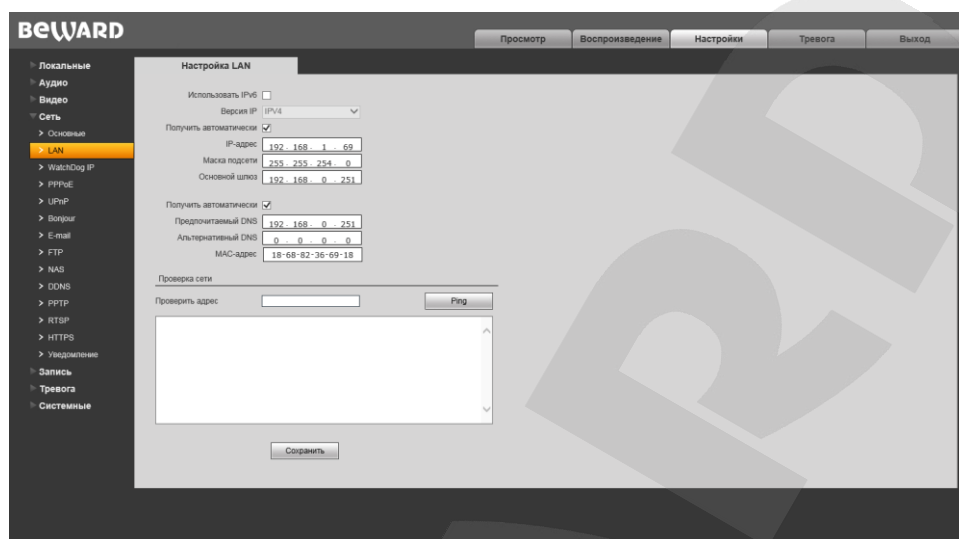 BEWARD
Просмотр Воспроизведение Настройки Тревога Выход
Локальные
Аудио
Видео
Сеть
> Основные
> LAN
> WatchDog IP
> PPPoE
> UPnP
> Bonjour
> E-mail
> FTP
> NAS
> DDNS
> PPTP
> RTSP
> HTTPS
> Уведомление
Запись
Тревога
Системные
Настройка LAN
Использовать IPv6
Версия IP IPV4
Получить автоматически
IP-адрес 192 . 168 . 1 . 69
Маска подсети 255 . 255 . 254 . 0
Основной шлюз 192 . 168 . 0 . 251
Получить автоматически
Предпочитаемый DNS 192 . 168 . 0 . 251
Альтернативный DNS 0 . 0 . 0 . 0
MAC-адрес 18-68-82-36-69-18
Проверка сети
Проверить адрес Ping
Сохранить